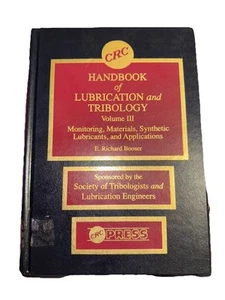 CRC
HANDBOOK
of
LUBRICATION and
TRIBOLOGY
Volume III
Monitoring, Materials, Synthetic
Lubricants, and Applications
E. Richard Booser
Sponsored by the
Society of Tribologists and
Lubrication Engineers
CRC PRESS